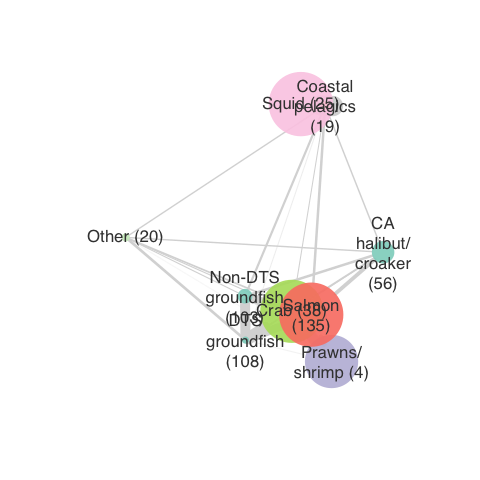 Coastal
Squid (25)
pelagics
(19)
Other (20)
CA
halibut/
croaker
(56)
Non-DTS
groundfish
(103)
Crab (38)
Salmon
(135)
DTS
groundfish
(108)
Prawns/
shrimp (4)